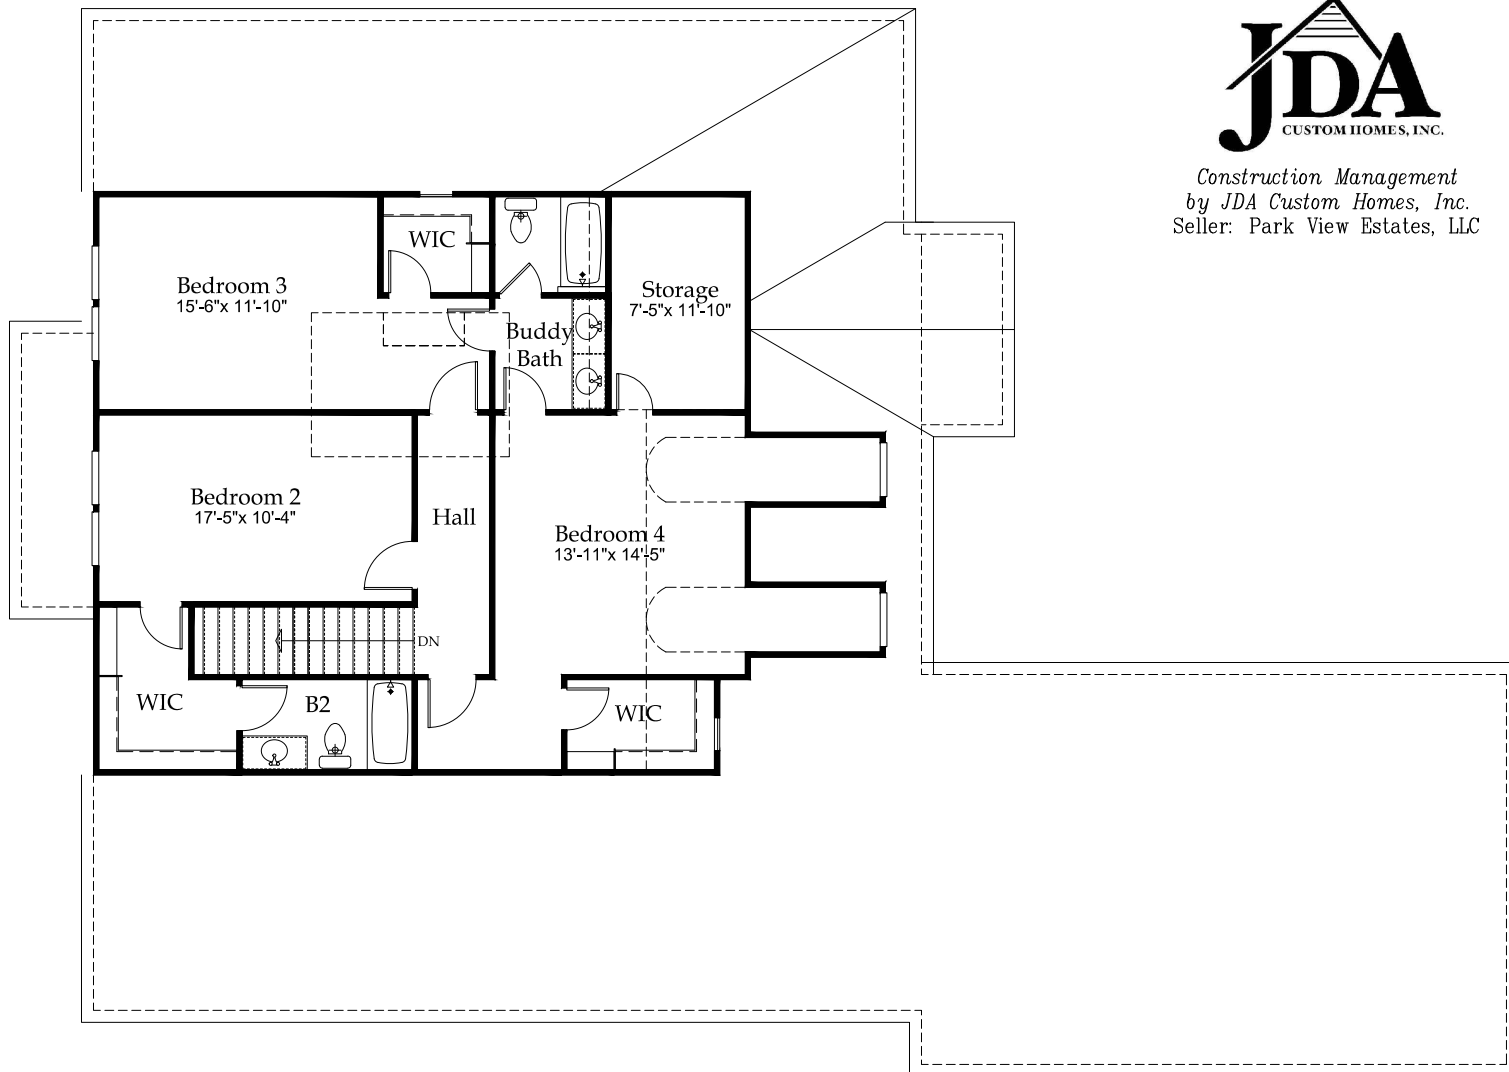 JDA
CUSTOM HOMES, INC.
Construction Management
by JDA Custom Homes, Inc.
Seller: Park View Estates, LLC
WIC
Bedroom 3
15'-6"x 11'-10"
Storage
7'-5"x 11'-10"
Buddy
Bath
Bedroom 2
17'-5"x 10'-4"
Hall
Bedroom 4
13'-11"x 14'-5"
DN
WIC
B2
WIC